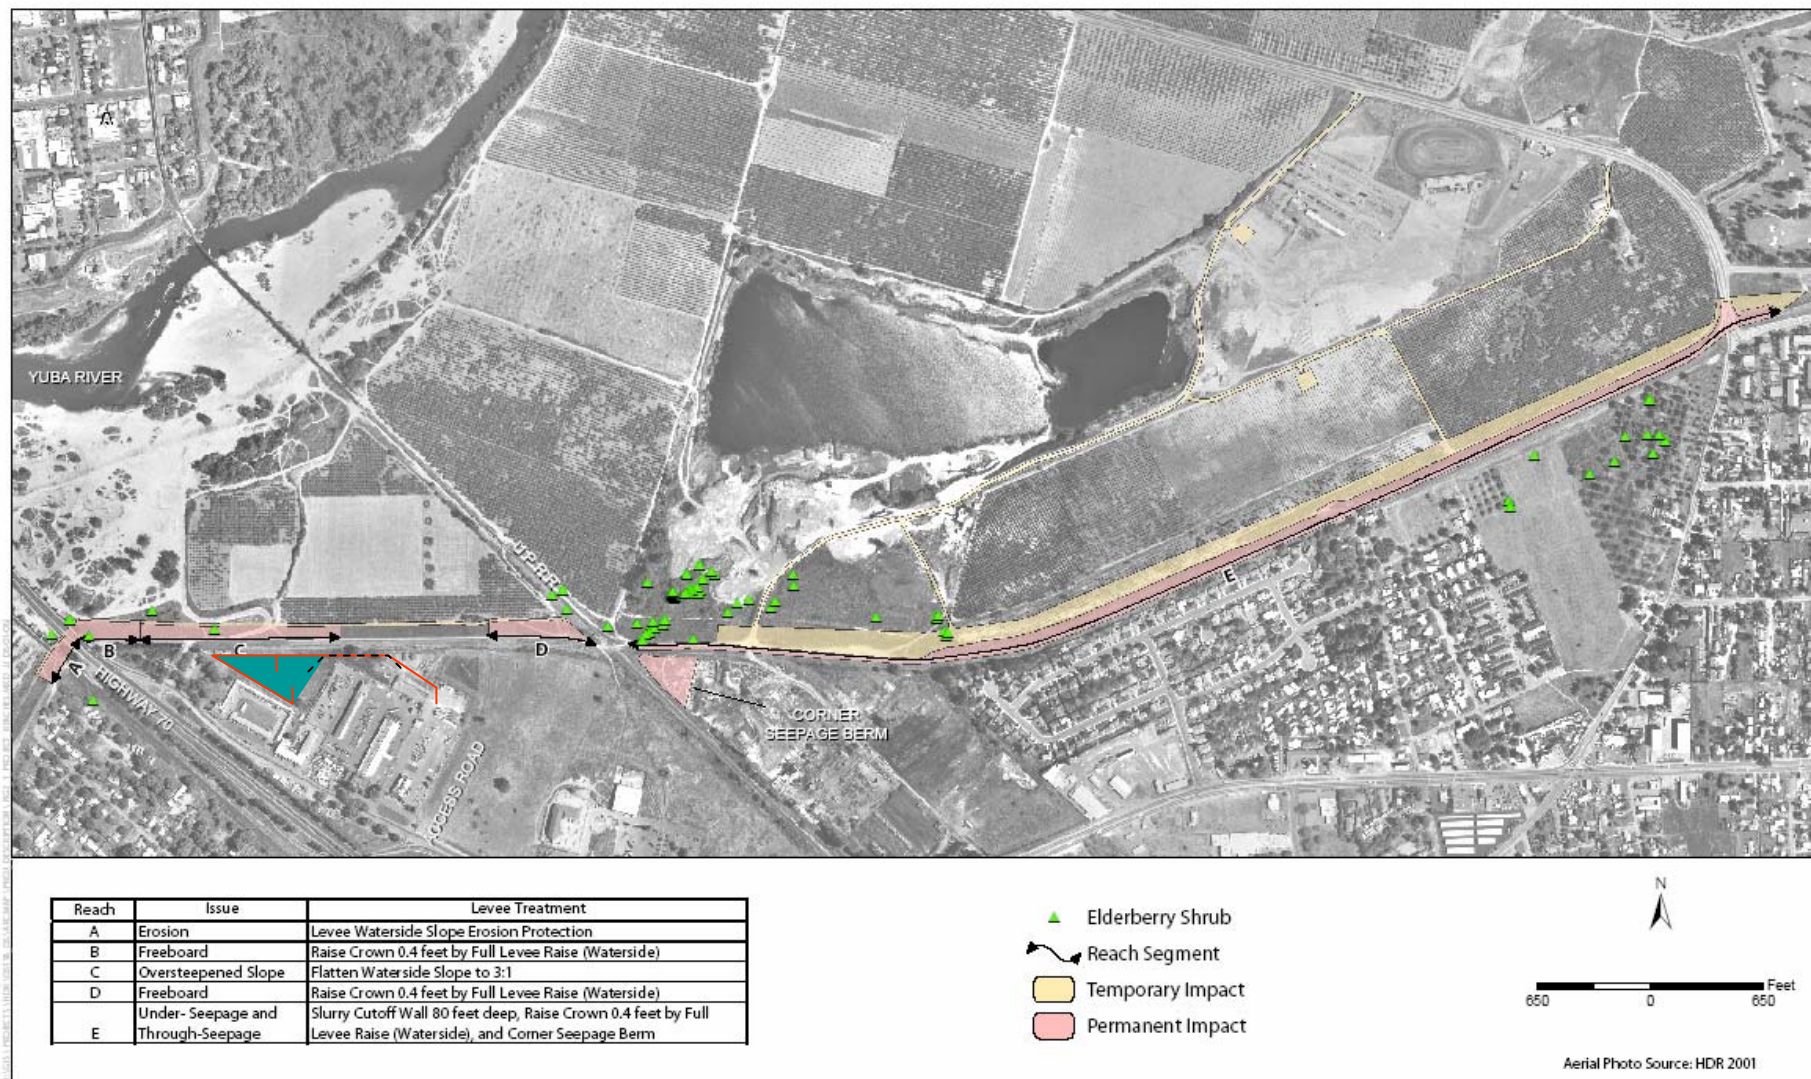 YUBA RIVER
U.P.R.R.
A
B
C
D
E
HIGHWAY 70
ACCESS ROAD
CORNER
SEEPAGE BERM
Reach Issue Levee Treatment
A Erosion Levee Waterside Slope Erosion Protection
B Freeboard Raise Crown 0.4 feet by Full Levee Raise (Waterside)
C Oversteepened Slope Flatten Waterside Slope to 3:1
D Freeboard Raise Crown 0.4 feet by Full Levee Raise (Waterside)
Under- Seepage and Slurry Cutoff Wall 80 feet deep, Raise Crown 0.4 feet by Full
E Through-Seepage Levee Raise (Waterside), and Corner Seepage Berm
Elderberry Shrub
Reach Segment
Temporary Impact
Permanent Impact
N
Feet
650 0 650
Aerial Photo Source: HDR 2001